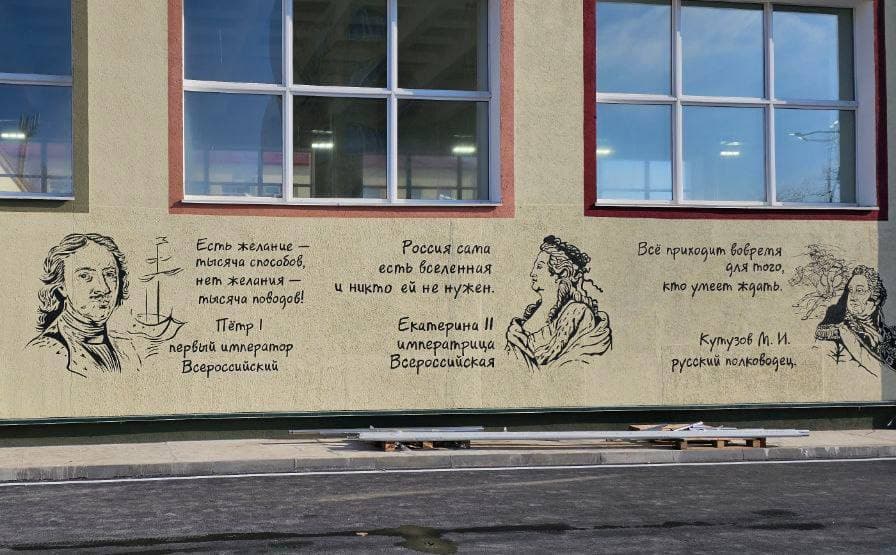 Есть желание —
тысяча способов,
нет желания —
тысяча поводов!
Пётр I
первый император
Всероссийский
Россия сама
есть вселенная
и никто ей не нужен.
Екатерина II
императрица
Всероссийская
Всё приходит вовремя
для того,
кто умеет ждать.
Кутузов М. И.
русский полководец.